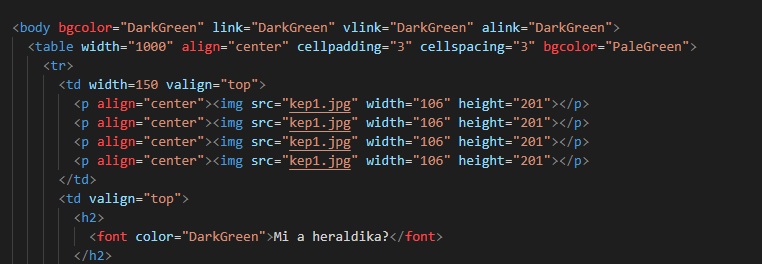 <body bgcolor="DarkGreen" link="DarkGreen" vlink="DarkGreen" alink="DarkGreen">
<table width="1000" align="center" cellpadding="3" cellspacing="3" bgcolor="PaleGreen">
<tr>
<td width=150 valign="top">
<p align="center"><img src="kep1.jpg" width="106" height="201"></p>
<p align="center"><img src="kep1.jpg" width="106" height="201"></p>
<p align="center"><img src="kep1.jpg" width="106" height="201"></p>
<p align="center"><img src="kep1.jpg" width="106" height="201"></p>
</td>
<td valign="top">
<h2>
<font color="DarkGreen">Mi a heraldika?</font>
</h2>